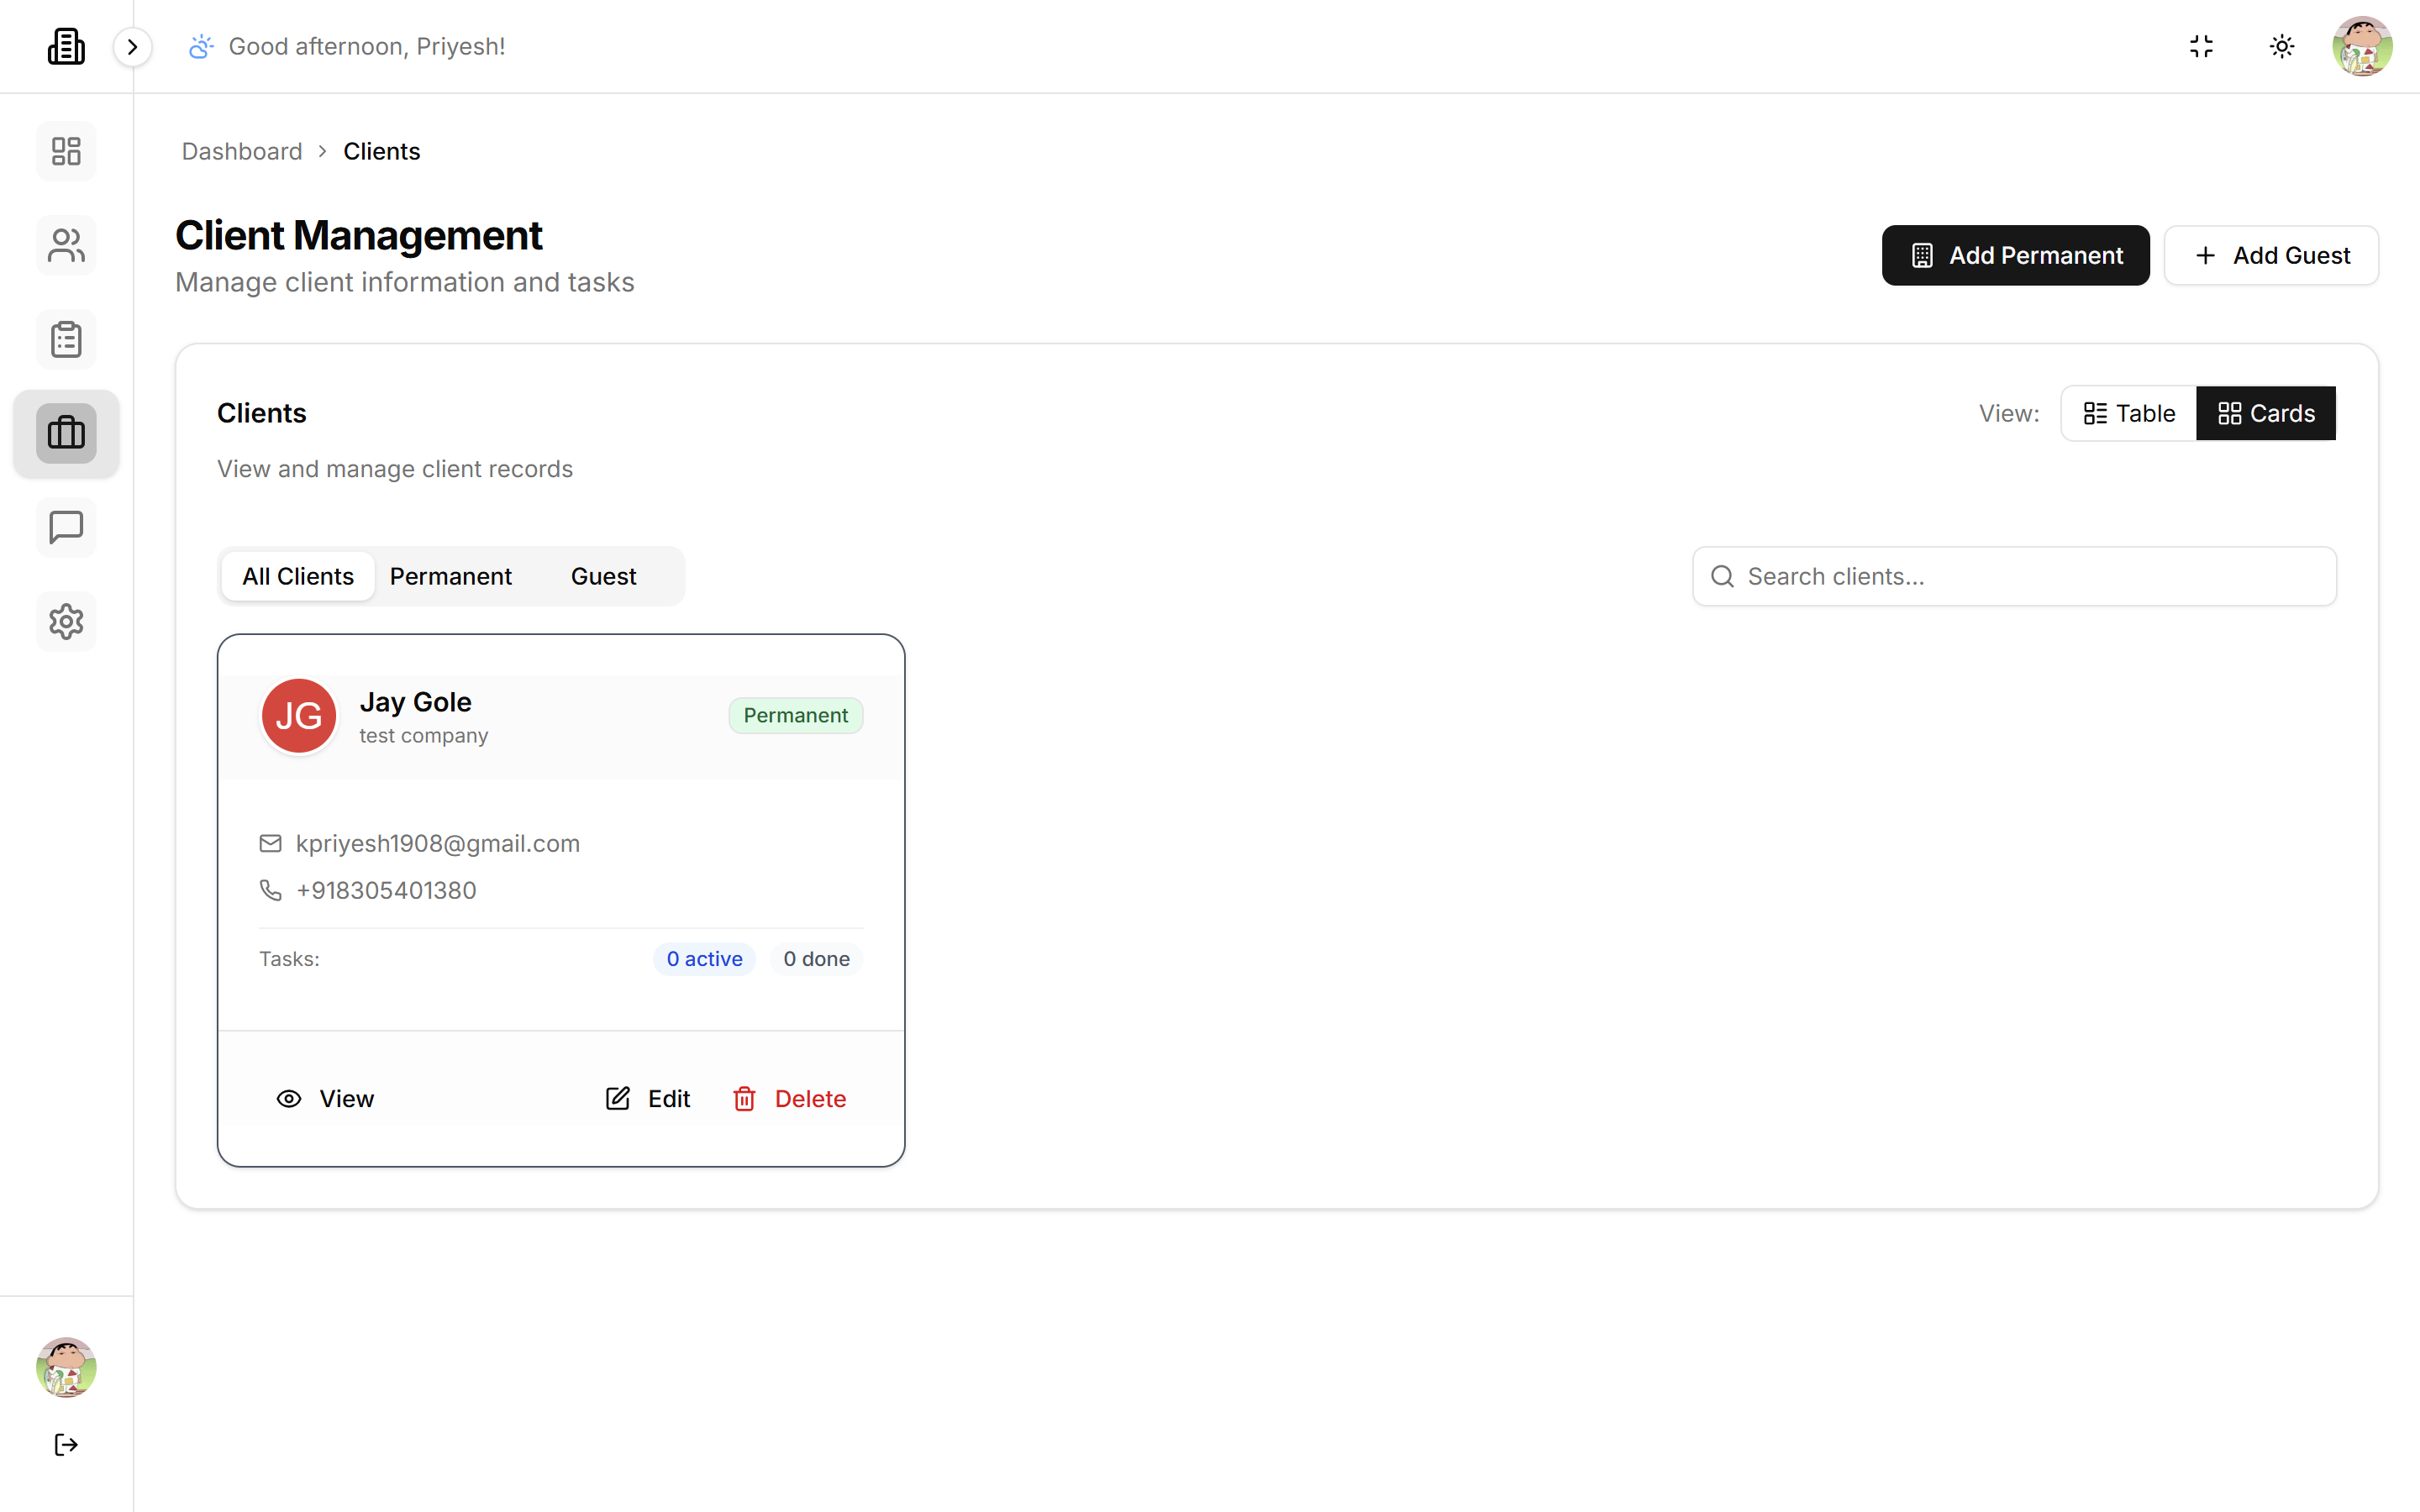 Good afternoon, Priyesh!
Dashboard > Clients
Client Management
Manage client information and tasks
Add Permanent
Add Guest
Clients
View: Table Cards
View and manage client records
All Clients Permanent Guest
Search clients...
JG
Jay Gole
test company
Permanent
kpriyesh1908@gmail.com
+918305401380
Tasks: 0 active 0 done
View Edit Delete